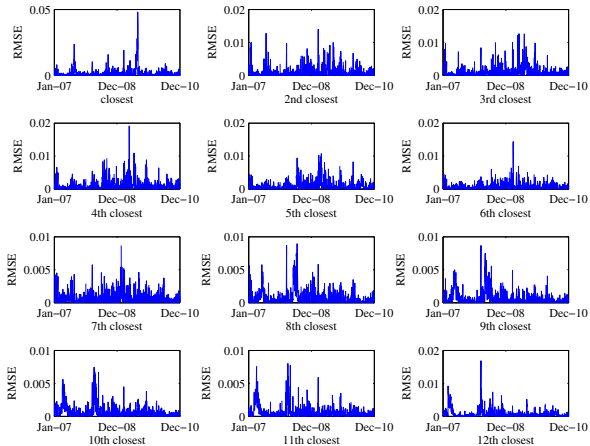 0.05
RMSE
0
Jan−07 Dec−08 Dec−10
closest
0.02
0.01
RMSE
0
Jan−07 Dec−08 Dec−10
2nd closest
0.02
0.01
RMSE
0
Jan−07 Dec−08 Dec−10
3rd closest
0.02
0.01
RMSE
0
Jan−07 Dec−08 Dec−10
4th closest
0.02
0.01
RMSE
0
Jan−07 Dec−08 Dec−10
5th closest
0.02
0.01
RMSE
0
Jan−07 Dec−08 Dec−10
6th closest
0.01
0.005
RMSE
0
Jan−07 Dec−08 Dec−10
7th closest
0.01
0.005
RMSE
0
Jan−07 Dec−08 Dec−10
8th closest
0.01
0.005
RMSE
0
Jan−07 Dec−08 Dec−10
9th closest
0.01
0.005
RMSE
0
Jan−07 Dec−08 Dec−10
10th closest
0.01
0.005
RMSE
0
Jan−07 Dec−08 Dec−10
11th closest
0.02
0.01
RMSE
0
Jan−07 Dec−08 Dec−10
12th closest